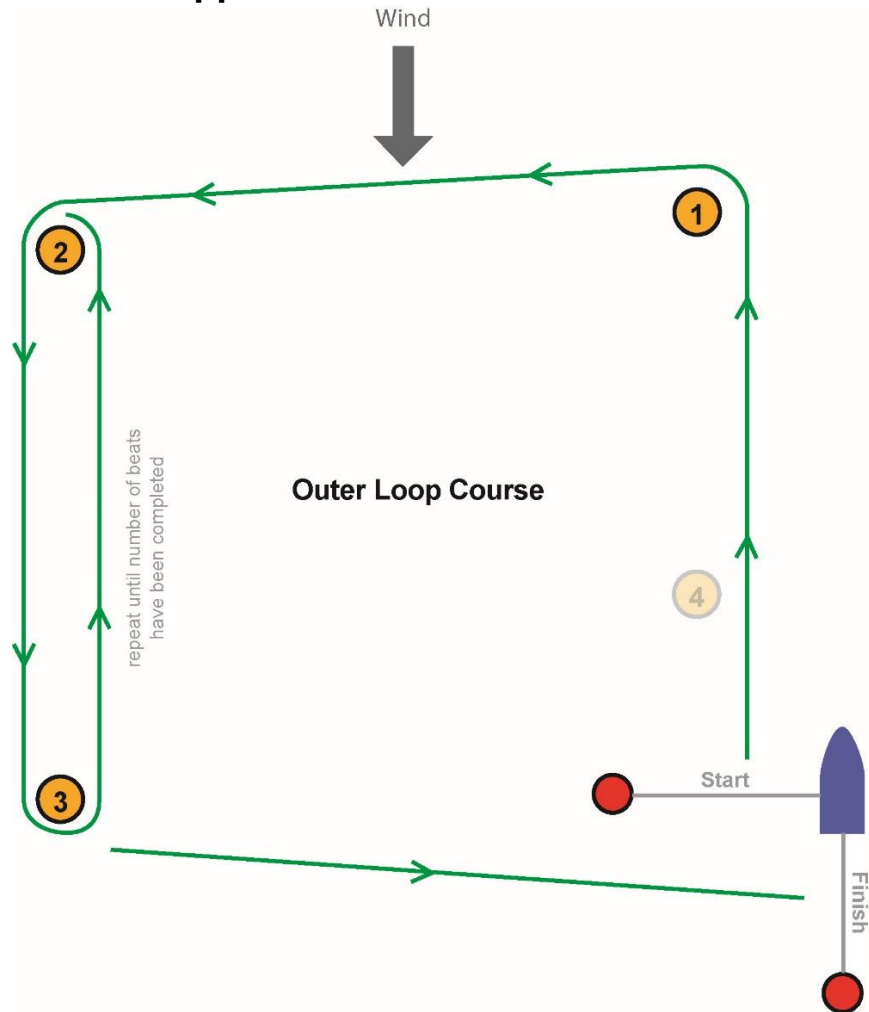 Wind
1
2
repeat until number of beats
have been completed
Outer Loop Course
4
3
Start
Finish